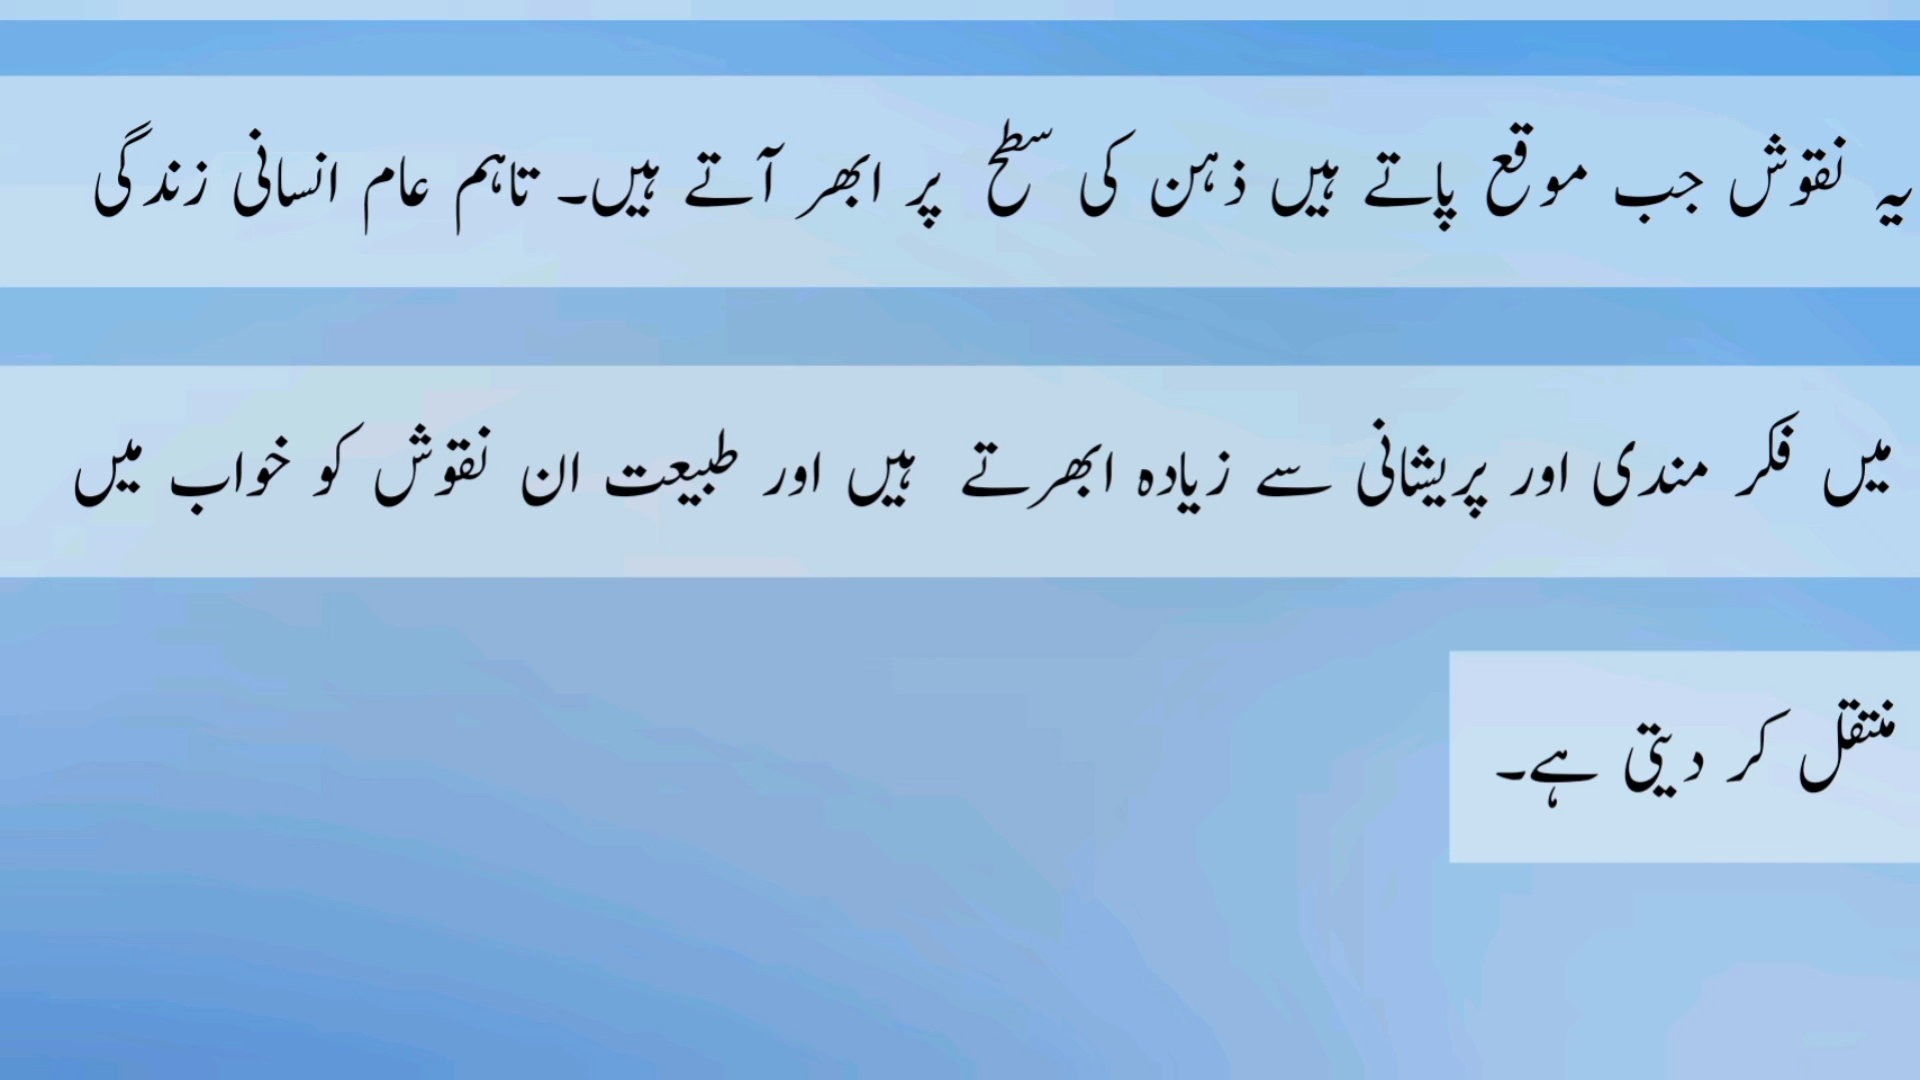 یہ نقوش جب موقع پاتے ہیں ذہن کی سطح پر ابھر آتے ہیں۔ تاہم عام انسانی زندگی
میں فکر مندی اور پریشانی سے زیادہ ابھرتے ہیں اور طبیعت ان نقوش کو خواب میں
منتقل کر دیتی ہے۔